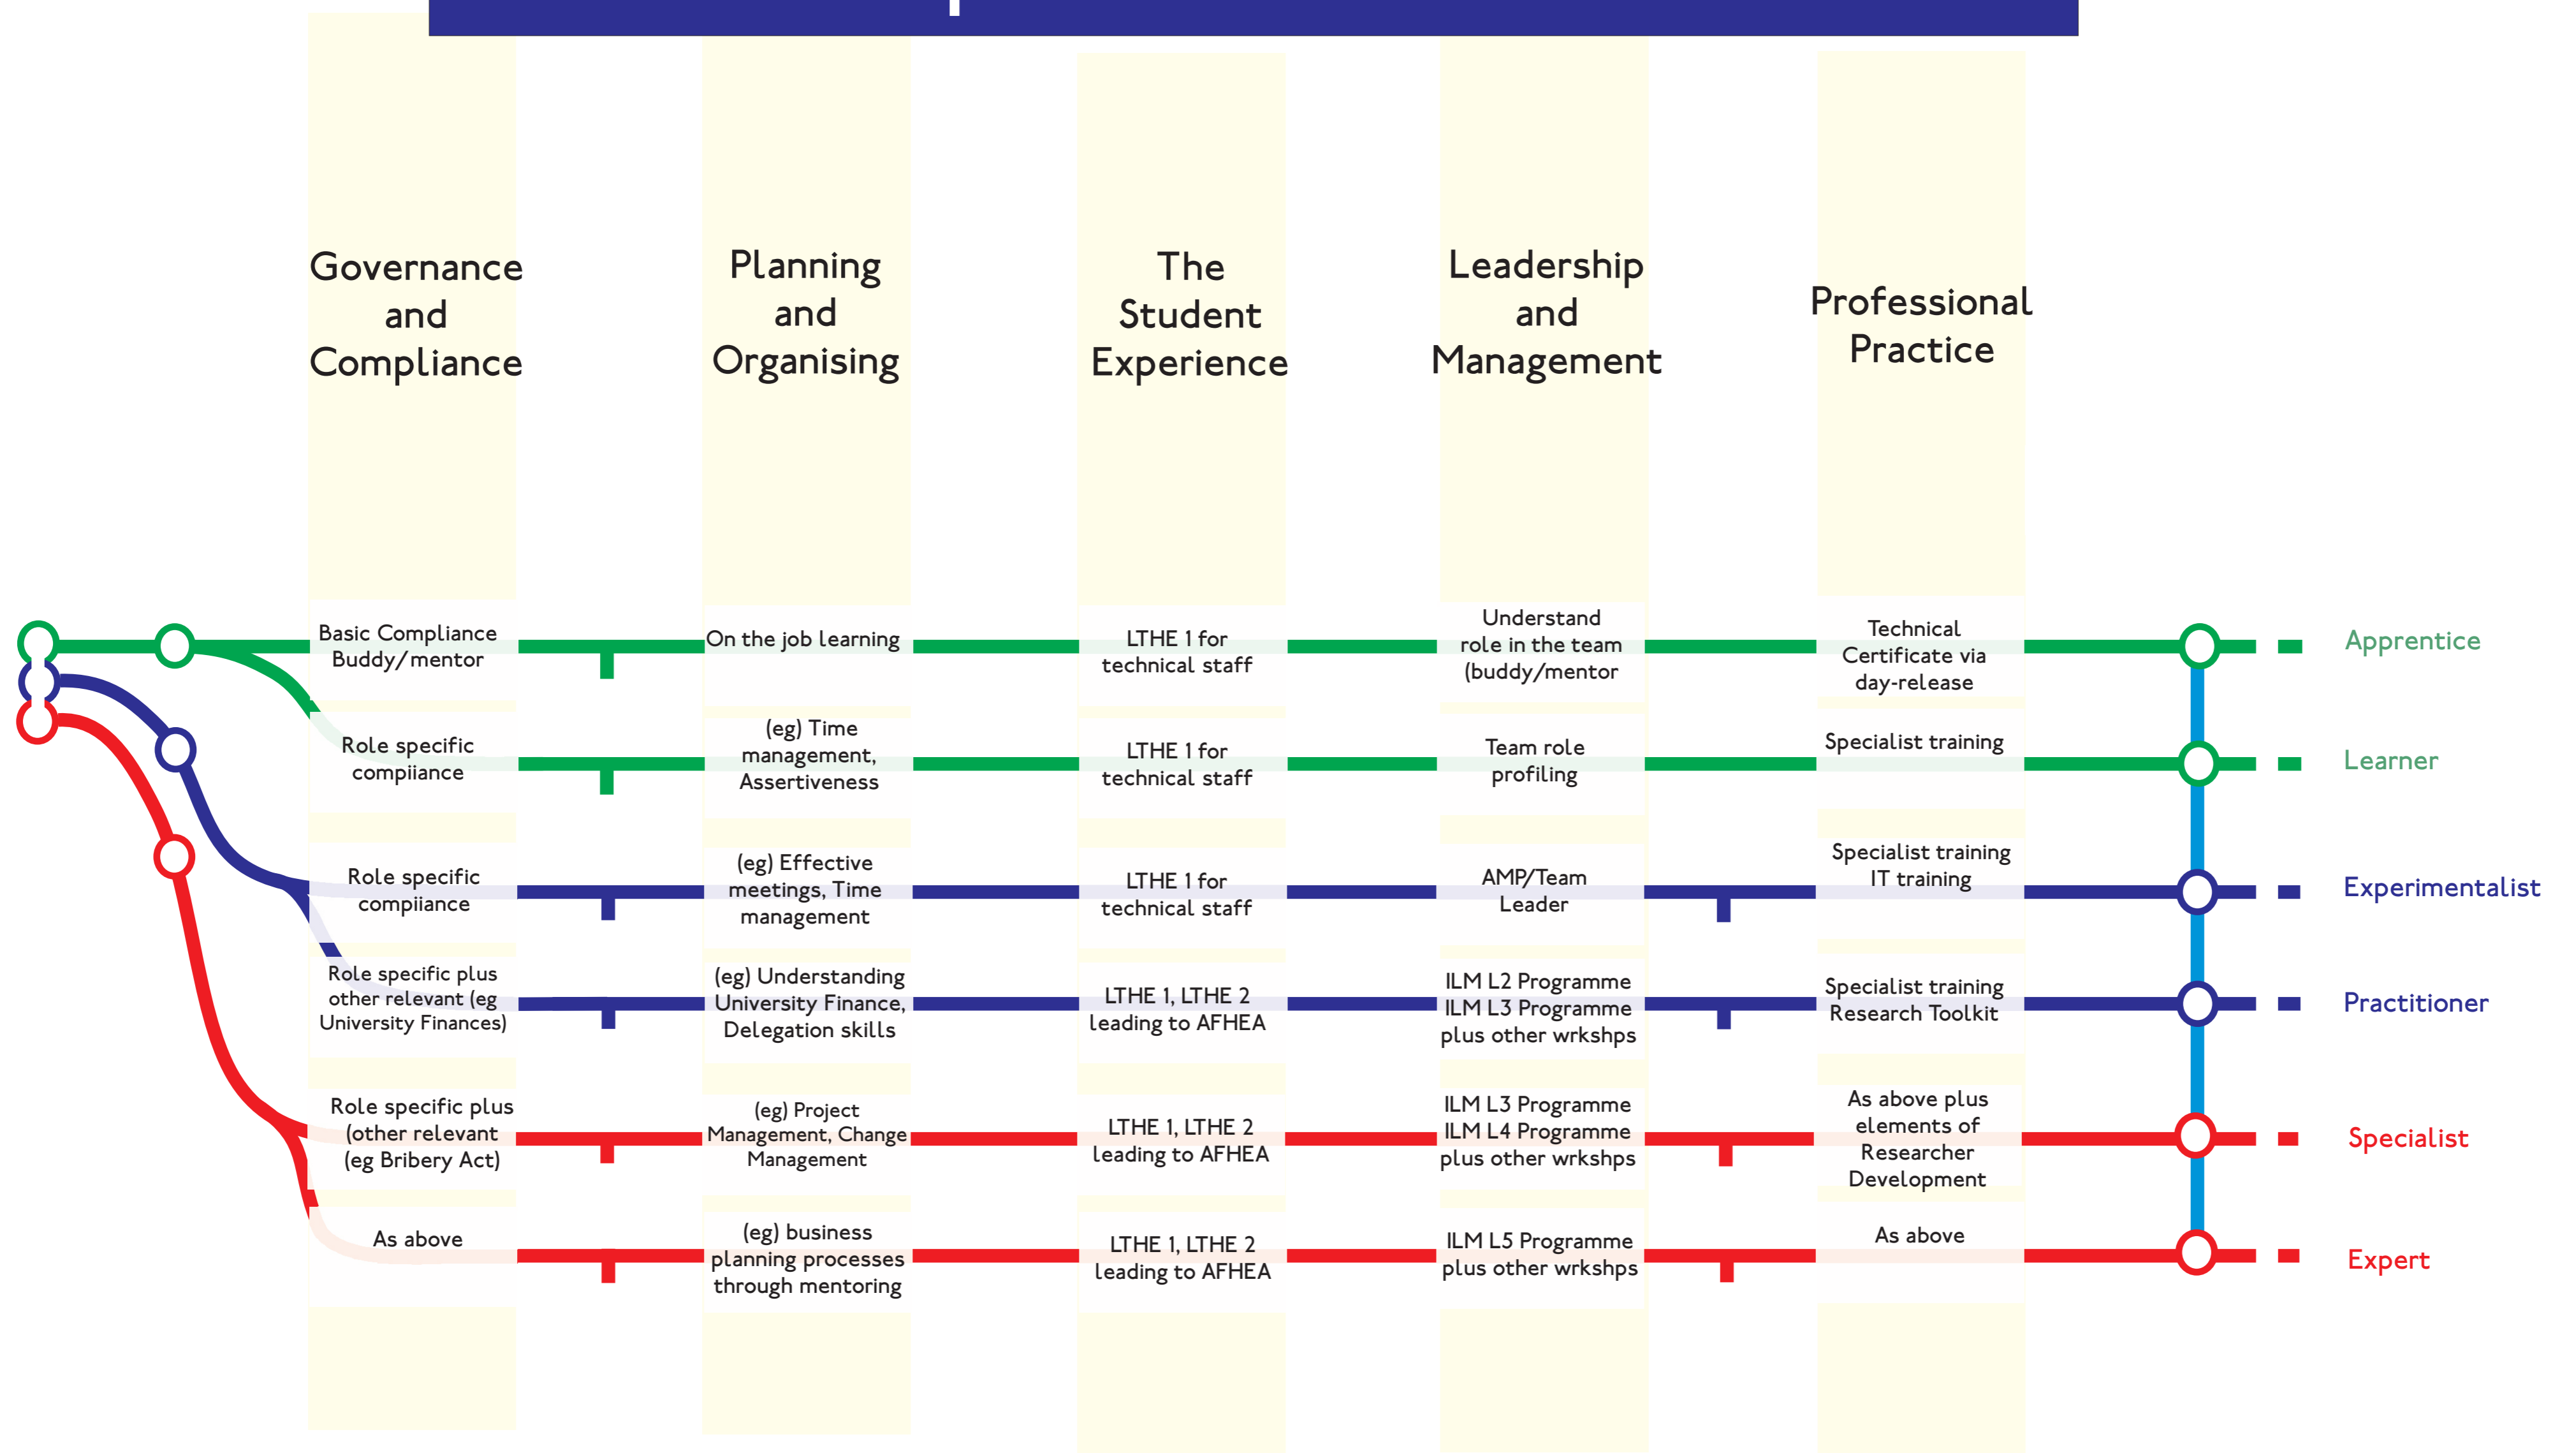 Governance
and
Compliance
Planning
and
Organising
The
Student
Experience
Leadership
and
Management
Professional
Practice
Basic Compliance
Buddy/mentor
On the job learning
LTHE 1 for
technical staff
Understand
role in the team
(buddy/mentor
Technical
Certificate via
day-release
Apprentice
Role specific
compiiance
(eg) Time
management,
Assertiveness
LTHE 1 for
technical staff
Team role
profiling
Specialist training
Learner
Role specific
compiiance
(eg) Effective
meetings, Time
management
LTHE 1 for
technical staff
AMP/Team
Leader
Specialist training
IT training
Experimentalist
Role specific plus
other relevant (eg
University Finances)
(eg) Understanding
University Finance,
Delegation skills
LTHE 1, LTHE 2
leading to AFHEA
ILM L2 Programme
ILM L3 Programme
plus other wrkshps
Specialist training
Research Toolkit
Practitioner
Role specific plus
(other relevant
(eg Bribery Act)
(eg) Project
Management, Change
Management
LTHE 1, LTHE 2
leading to AFHEA
ILM L3 Programme
ILM L4 Programme
plus other wrkshps
As above plus
elements of
Researcher
Development
Specialist
As above
(eg) business
planning processes
through mentoring
LTHE 1, LTHE 2
leading to AFHEA
ILM L5 Programme
plus other wrkshps
As above
Expert